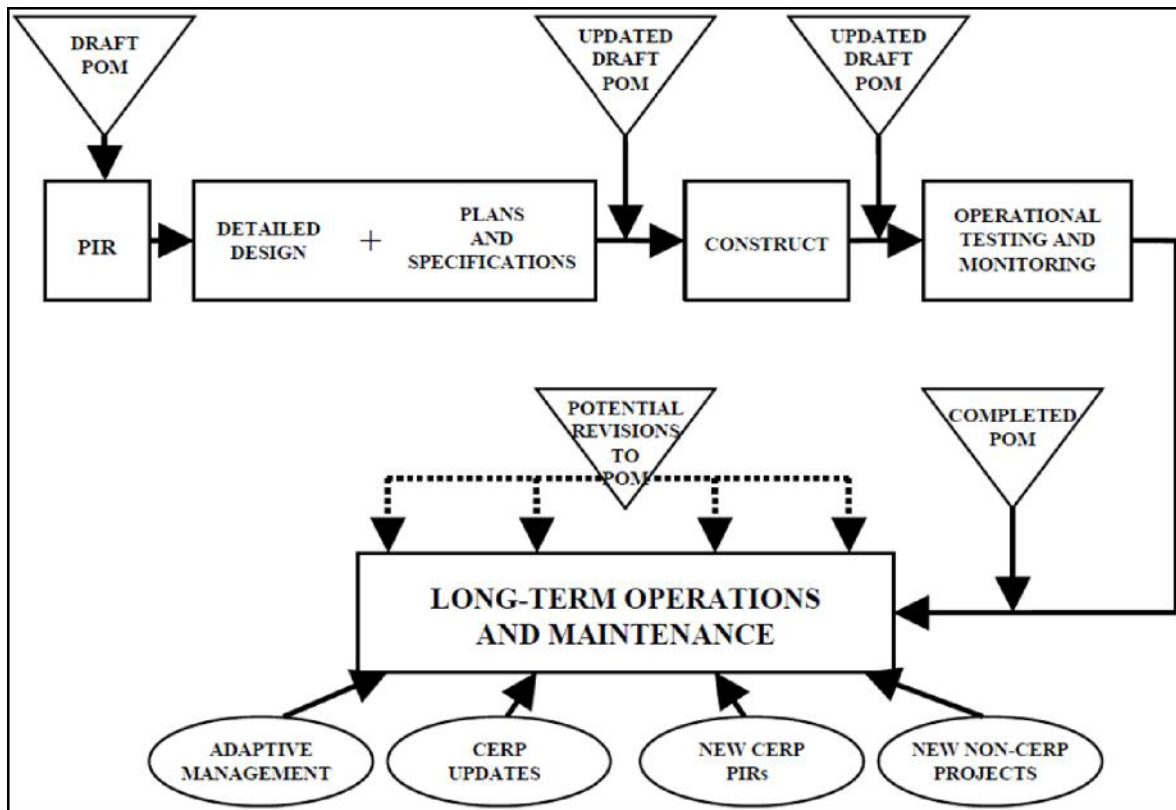 DRAFT
POM
UPDATED
DRAFT
POM
UPDATED
DRAFT
POM
PIR
DETAILED
DESIGN
+
PLANS
AND
SPECIFICATIONS
CONSTRUCT
OPERATIONAL
TESTING AND
MONITORING
POTENTIAL
REVISIONS
TO
POM
COMPLETED
POM
LONG-TERM OPERATIONS
AND MAINTENANCE
ADAPTIVE
MANAGEMENT
CERP
UPDATES
NEW CERP
PIRs
NEW NON-CERP
PROJECTS